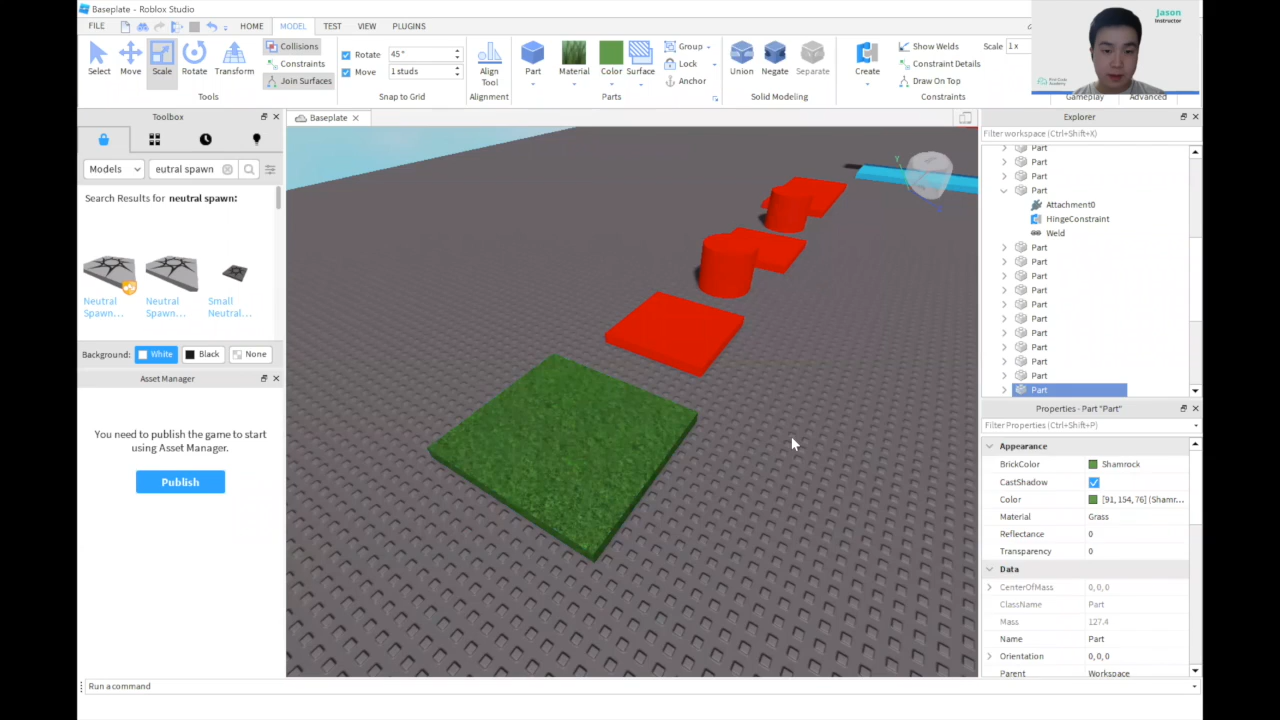 Baseplate - Roblox Studio
FILE HOME MODEL TEST VIEW PLUGINS
Select Move Scale Rotate Transform
Tools
Collisions
Constraints
Join Surfaces
Rotate 45°
Move 1 studs
Snap to Grid
Align
Tool
Alignment
Part Material Color Surface
Group
Lock
Anchor
Parts
Union Negate Separate
Solid Modeling
Create
Show Welds Scale 1 x
Constraint Details
Draw On Top
Constraints
Gameplay
Advanced
Jason
Instructor
First Code
Academy
Toolbox
Models eutral spawn
Search Results for neutral spawn:
Neutral
Spawn...
Neutral
Spawn...
Small
Neutral...
Background: White Black None
Asset Manager
You need to publish the game to start
using Asset Manager.
Publish
Baseplate
Explorer
Filter workspace (Ctrl+Shift+X)
Part
Part
Part
Part
Attachment0
HingeConstraint
Weld
Part
Part
Part
Part
Part
Part
Part
Part
Part
Part
Part
Properties - Part "Part"
Filter Properties (Ctrl+Shift+P)
Appearance
BrickColor Shamrock
CastShadow
Color [91, 154, 76] (Shamr...
Material Grass
Reflectance 0
Transparency 0
Data
CenterOfMass 0, 0, 0
ClassName Part
Mass 127.4
Name Part
Orientation 0, 0, 0
Parent Workspace
Run a command